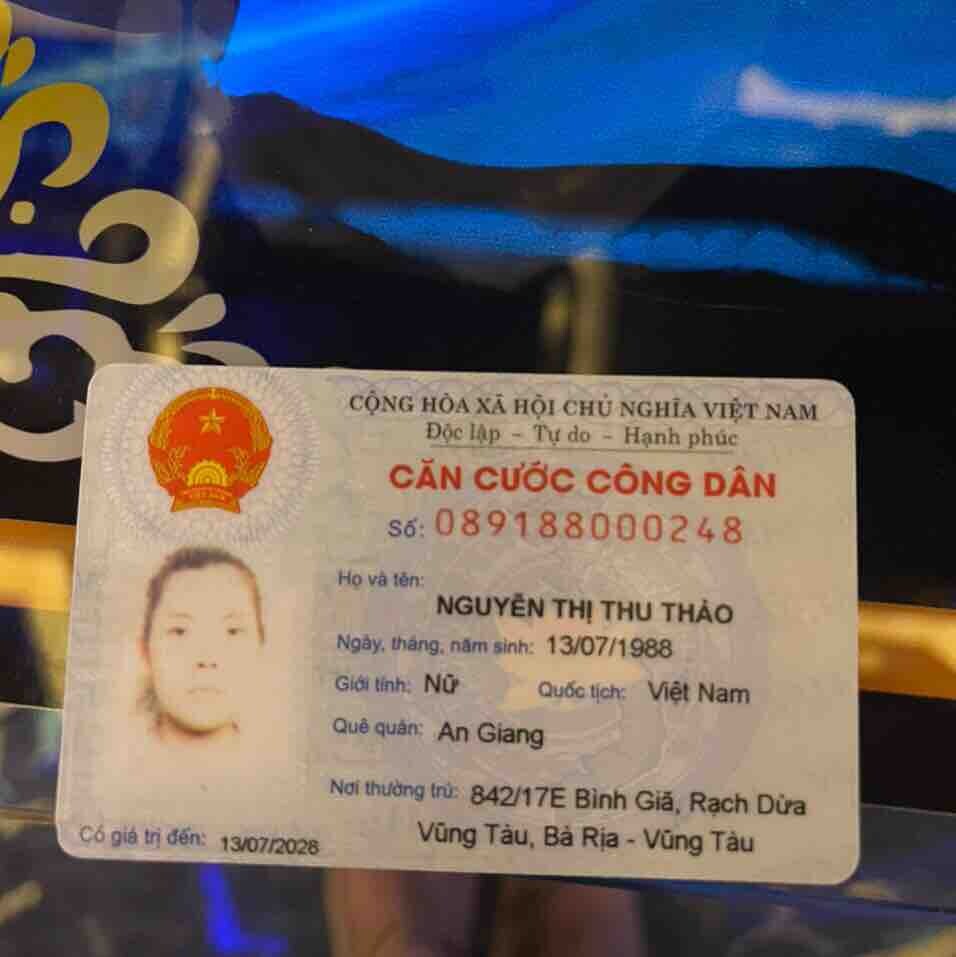 CỘNG HÒA XÃ HỘI CHỦ NGHĨA VIỆT NAM
Độc lập - Tự do - Hạnh phúc
CĂN CƯỚC CÔNG DÂN
Số: 089188000248
Họ và tên:
NGUYỄN THỊ THU THẢO
Ngày, tháng, năm sinh: 13/07/1988
Giới tính: Nữ Quốc tịch: Việt Nam
Quê quán: An Giang
Nơi thường trú: 842/17E Bình Giã, Rạch Dừa
Vũng Tàu, Bà Rịa - Vũng Tàu
Có giá trị đến: 13/07/2028